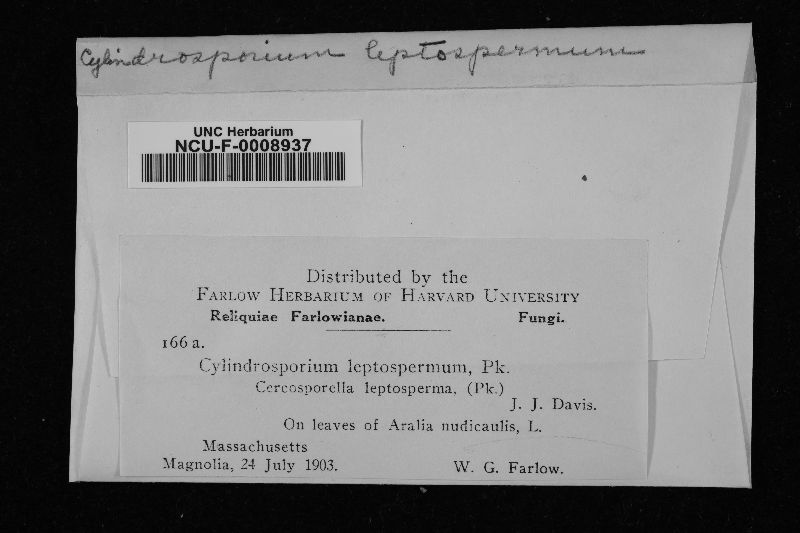 Cylindrosporium leptospermum
UNC Herbarium
NCU-F-0008937
Distributed by the
FARLOW HERBARIUM OF HARVARD UNIVERSITY
Reliquiae Farlowianae. Fungi.
166 a.
Cylindrosporium leptospermum, Pk.
Cercosporella leptosperma, (Pk.)
J. J. Davis.
On leaves of Aralia nudicaulis, L.
Massachusetts
Magnolia, 24 July 1903. W. G. Farlow.